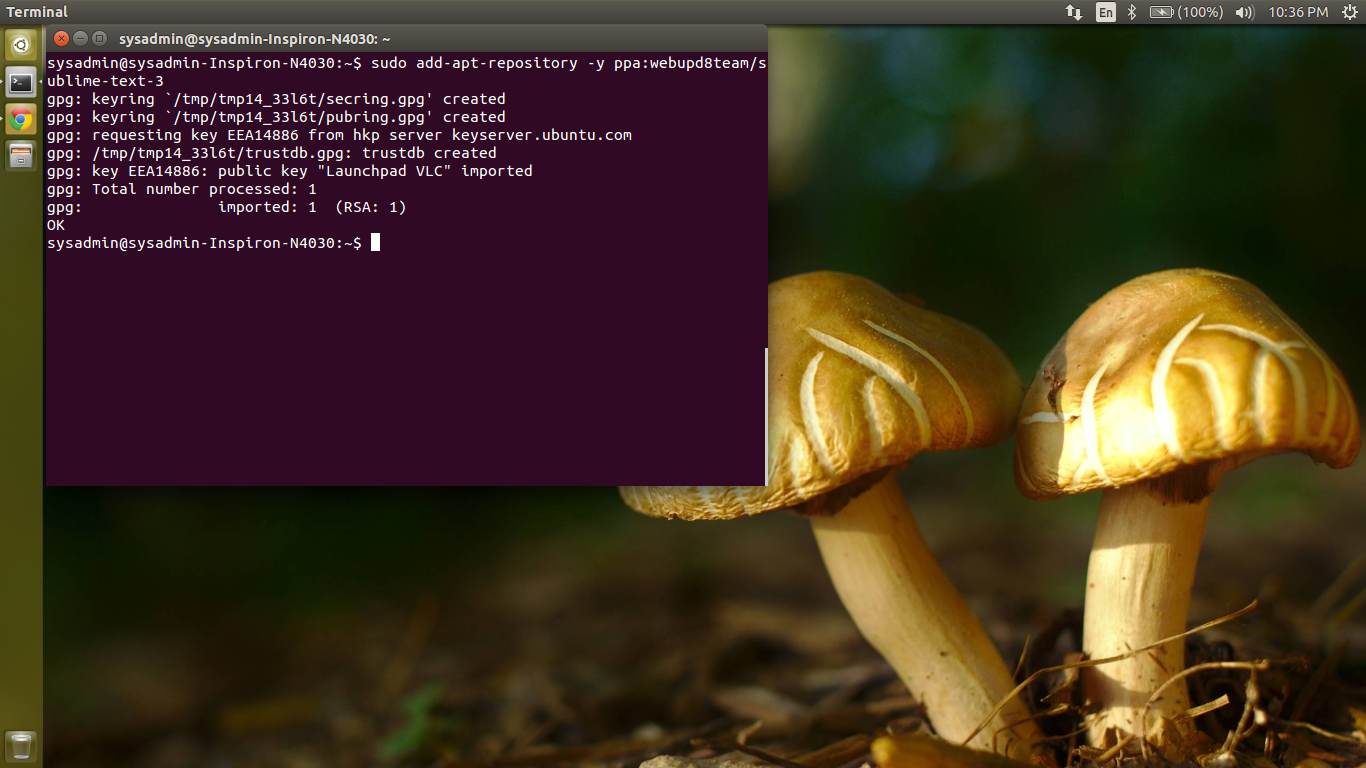 Terminal
En
(100%)
10:36 PM
sysadmin@sysadmin-Inspiron-N4030: ~
sysadmin@sysadmin-Inspiron-N4030:~$ sudo add-apt-repository -y ppa:webupd8team/s
ublime-text-3
gpg: keyring `/tmp/tmp14_33l6t/secring.gpg' created
gpg: keyring `/tmp/tmp14_33l6t/pubring.gpg' created
gpg: requesting key EEA14886 from hkp server keyserver.ubuntu.com
gpg: /tmp/tmp14_33l6t/trustdb.gpg: trustdb created
gpg: key EEA14886: public key "Launchpad VLC" imported
gpg: Total number processed: 1
gpg:               imported: 1  (RSA: 1)
OK
sysadmin@sysadmin-Inspiron-N4030:~$